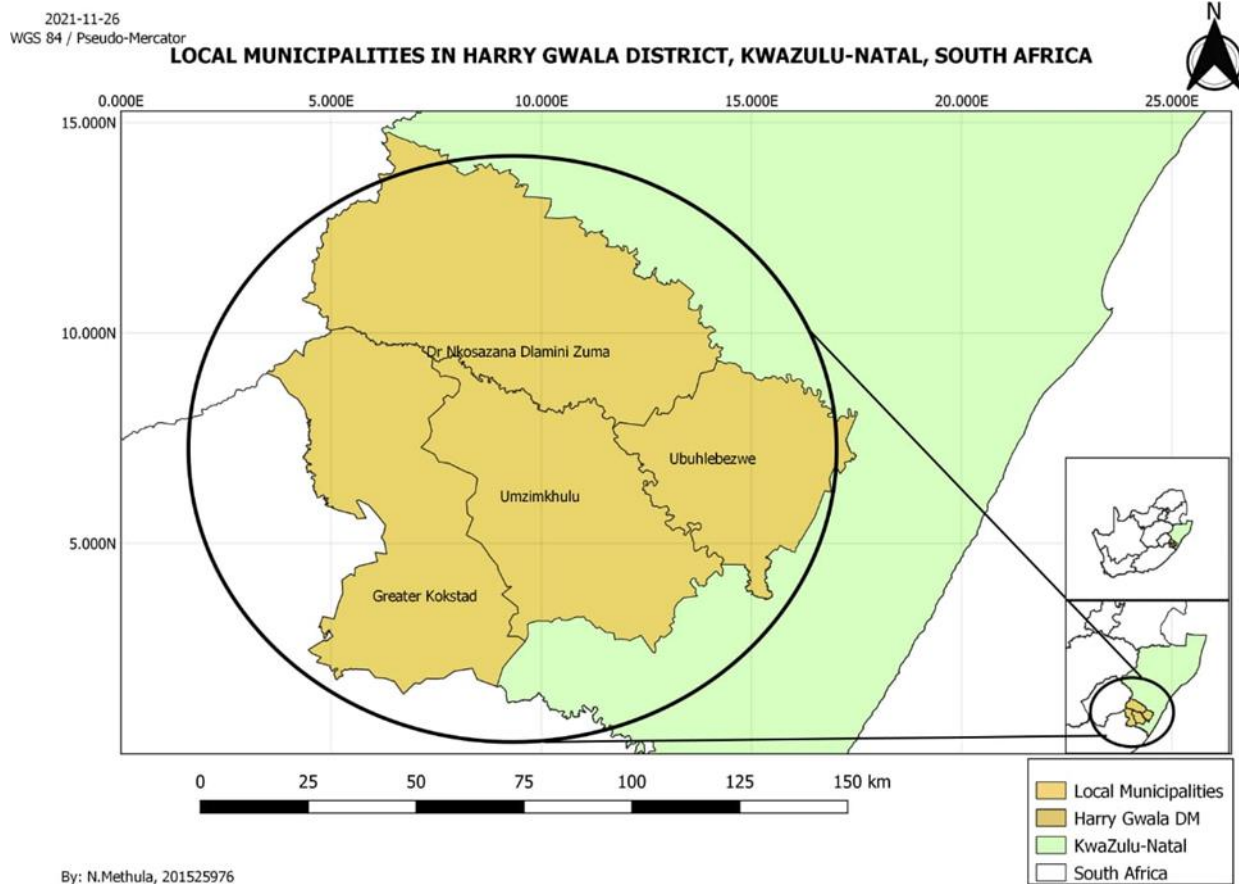 2021-11-26
WGS 84 / Pseudo-Mercator
LOCAL MUNICIPALITIES IN HARRY GWALA DISTRICT, KWAZULU-NATAL, SOUTH AFRICA
N
0.000E 5.000E 10.000E 15.000E 20.000E 25.000E
15.000N
10.000N
5.000N
Dr Nkosazana Dlamini Zuma
Ubuhlebezwe
Umzimkhulu
Greater Kokstad
0 25 50 75 100 125 150 km
Local Municipalities
Harry Gwala DM
KwaZulu-Natal
South Africa
By: N.Methula, 201525976